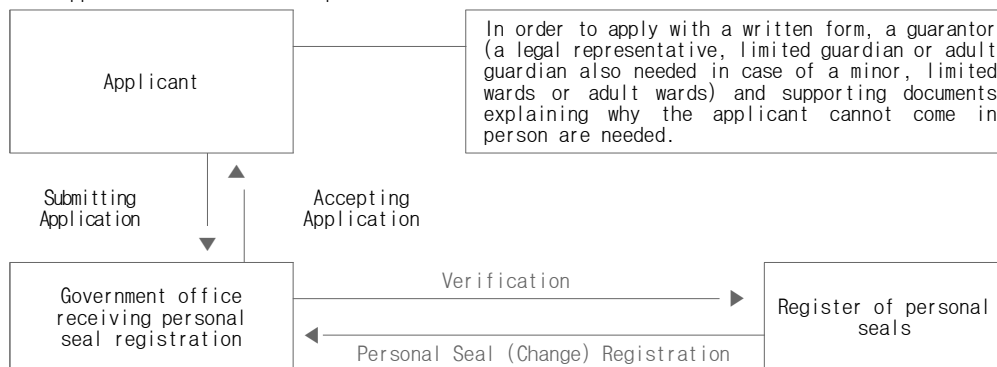 In order to apply with a written form, a guarantor
(a legal representative, limited guardian or adult
guardian also needed in case of a minor, limited
wards or adult wards) and supporting documents
explaining why the applicant cannot come in
person are needed.
Applicant
Submitting
Application
Accepting
Application
Government office
receiving personal
seal registration
Verification
Personal Seal (Change) Registration
Register of personal
seals